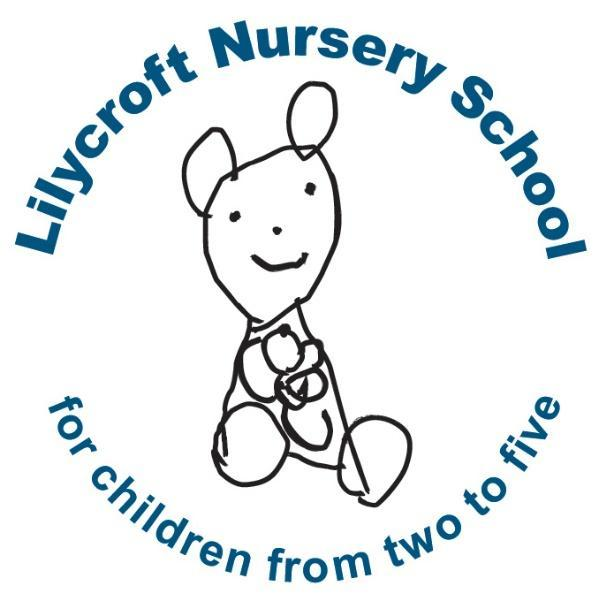 Lilycroft Nursery School
for children from two to five